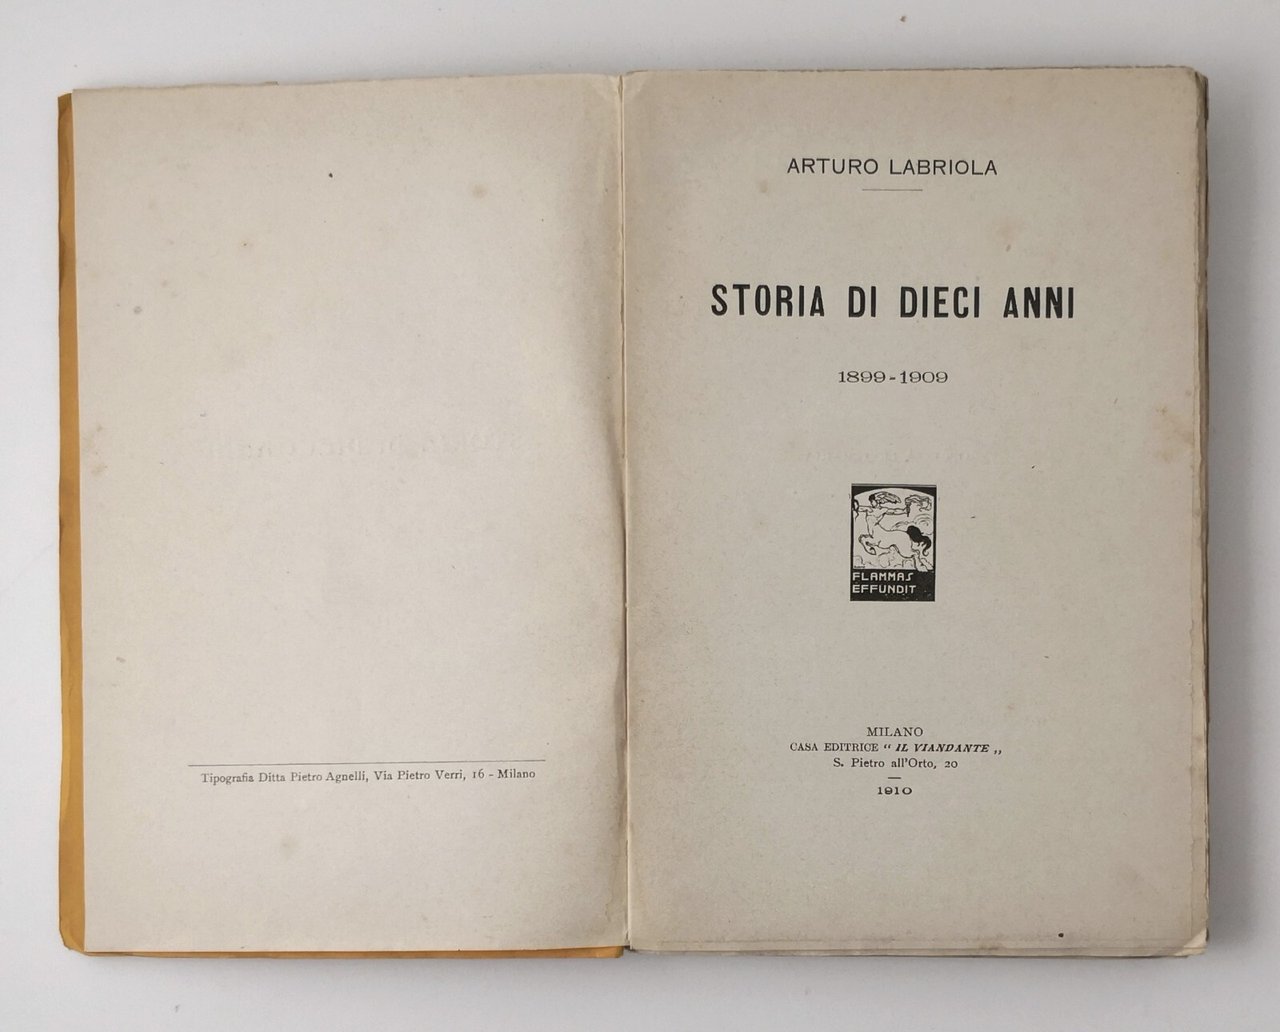 Tipografia Ditta Pietro Agnelli, Via Pietro Verri, 16 - Milano
ARTURO LABRIOLA
STORIA DI DIECI ANNI
1899-1909
FLAMMAS
EFFUNDIT
MILANO
CASA EDITRICE “ IL VIANDANTE „
S. Pietro all'Orto, 20
1910